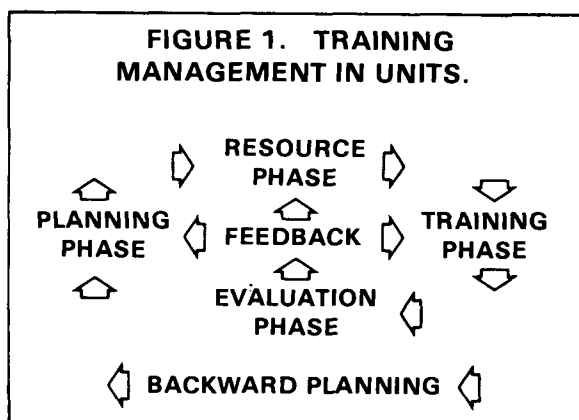 FIGURE 1. TRAINING
MANAGEMENT IN UNITS.
RESOURCE
PHASE
PLANNING
PHASE
FEEDBACK
TRAINING
PHASE
EVALUATION
PHASE
BACKWARD PLANNING